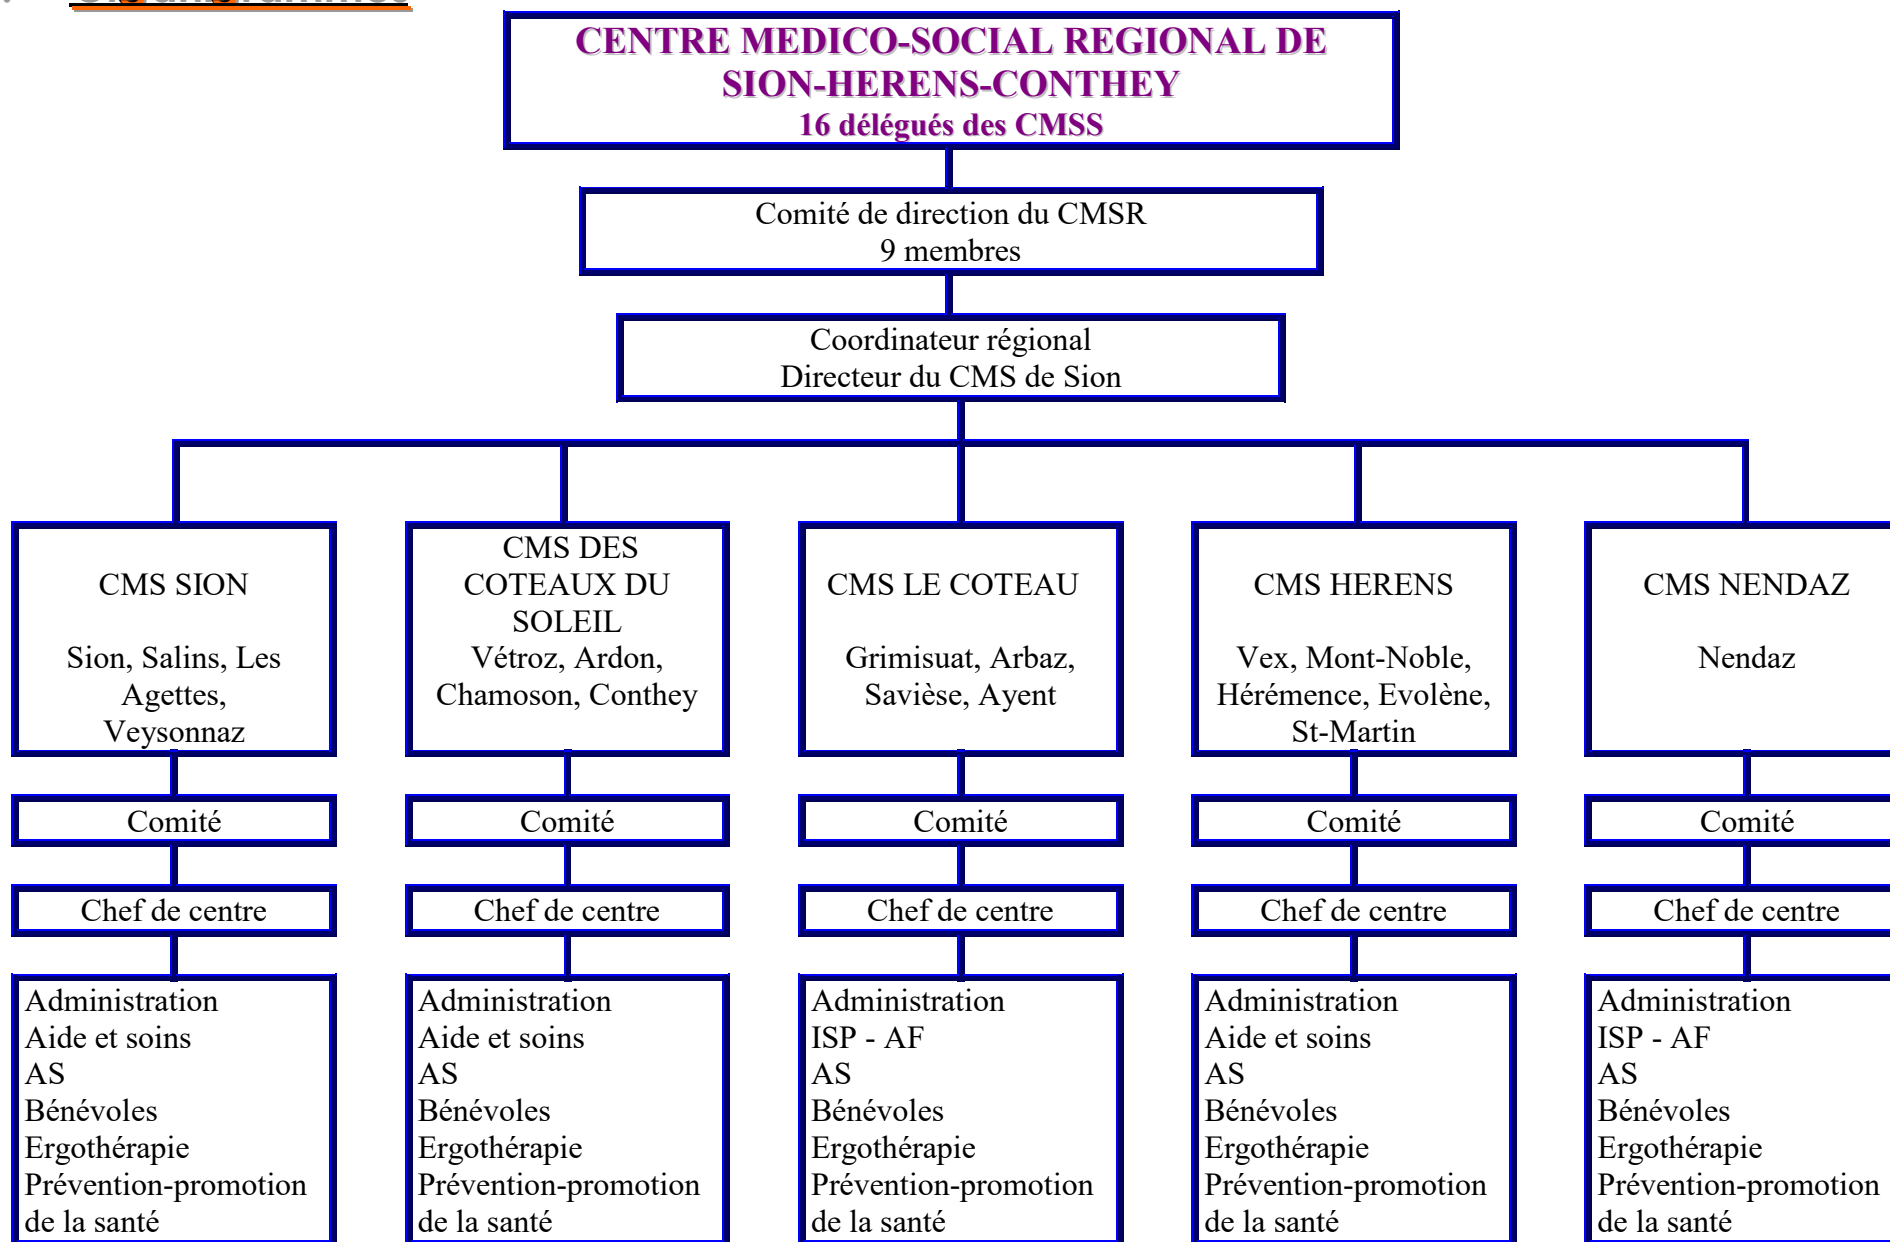 CENTRE MEDICO-SOCIAL REGIONAL DE
SION-HERENS-CONTHEY
16 délégués des CMSS
Comité de direction du CMSR
9 membres
Coordinateur régional
Directeur du CMS de Sion
CMS SION
Sion, Salins, Les
Agettes,
Veysonnaz
CMS DES
COTEAUX DU
SOLEIL
Vétroz, Ardon,
Chamoson, Conthey
CMS LE COTEAU
Grimisuat, Arbaz,
Savièse, Ayent
CMS HERENS
Vex, Mont-Noble,
Hérémence, Evolène,
St-Martin
CMS NENDAZ
Nendaz
Comité
Comité
Comité
Comité
Comité
Chef de centre
Chef de centre
Chef de centre
Chef de centre
Chef de centre
Administration
Aide et soins
AS
Bénévoles
Ergothérapie
Prévention-promotion
de la santé
Administration
Aide et soins
AS
Bénévoles
Ergothérapie
Prévention-promotion
de la santé
Administration
ISP - AF
AS
Bénévoles
Ergothérapie
Prévention-promotion
de la santé
Administration
Aide et soins
AS
Bénévoles
Ergothérapie
Prévention-promotion
de la santé
Administration
ISP - AF
AS
Bénévoles
Ergothérapie
Prévention-promotion
de la santé